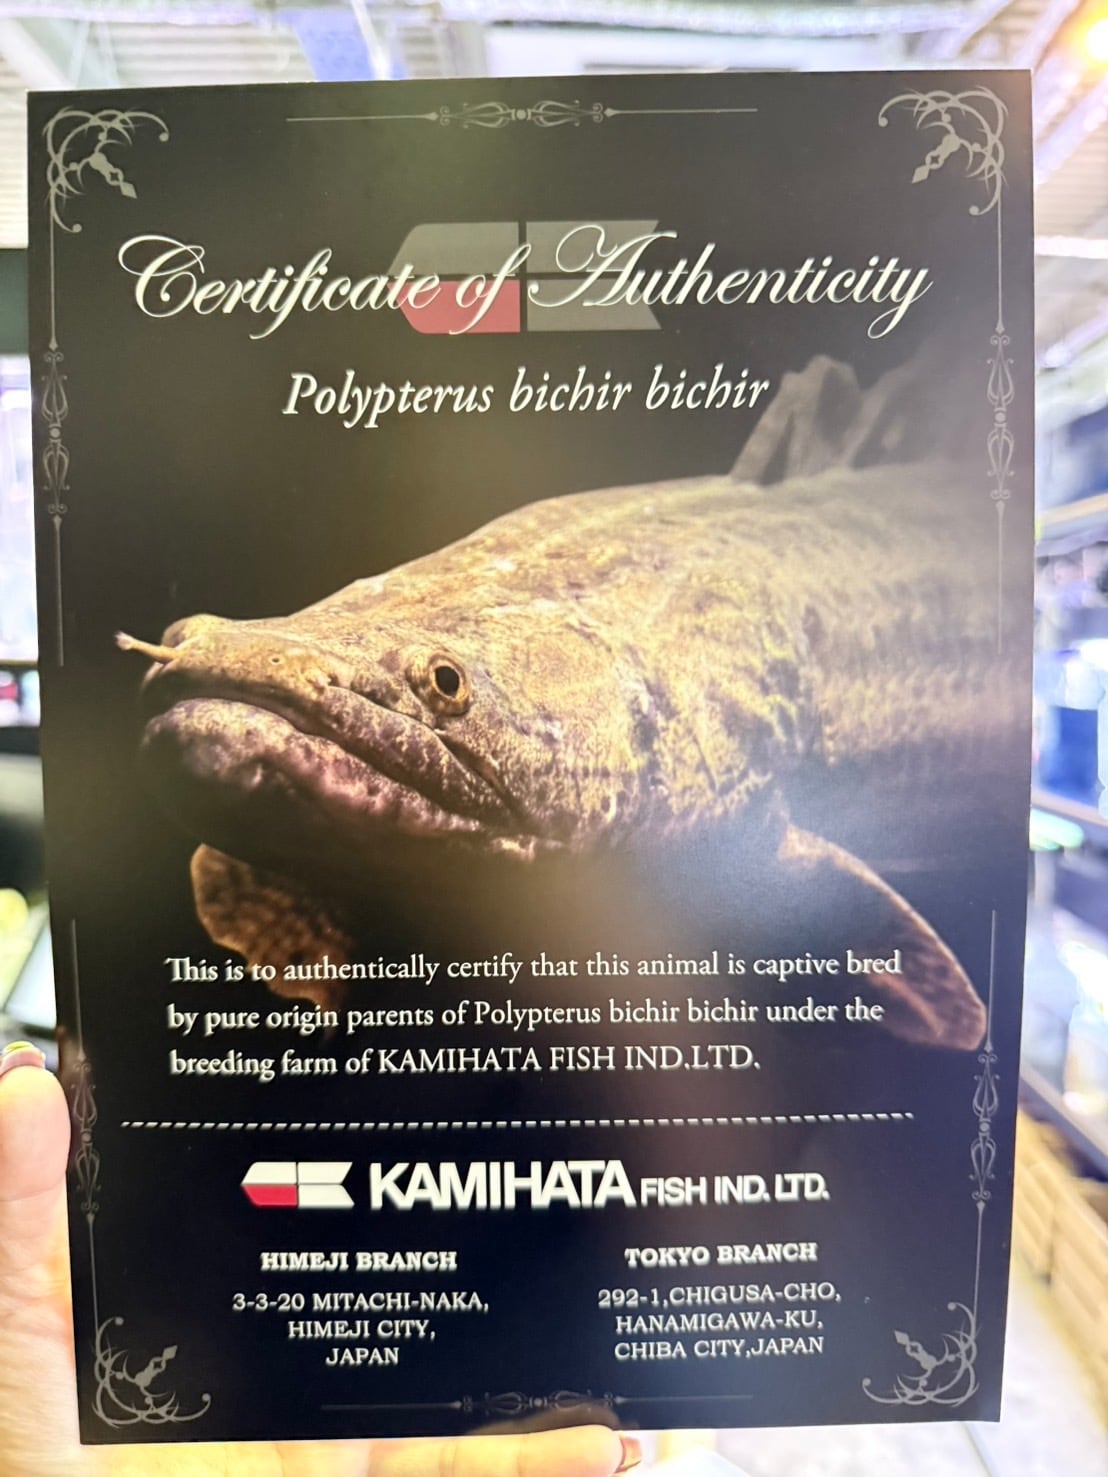 Certificate of Authenticity
Polypterus bichir bichir
This is to authentically certify that this animal is captive bred
by pure origin parents of Polypterus bichir bichir under the
breeding farm of KAMIHATA FISH IND.LTD.
KAMIHATA FISH IND. LTD.
HIMEJI BRANCH
3-3-20 MITACHI-NAKA,
HIMEJI CITY,
JAPAN
TOKYO BRANCH
292-1,CHIGUSA-CHO,
HANAMIGAWA-KU,
CHIBA CITY,JAPAN